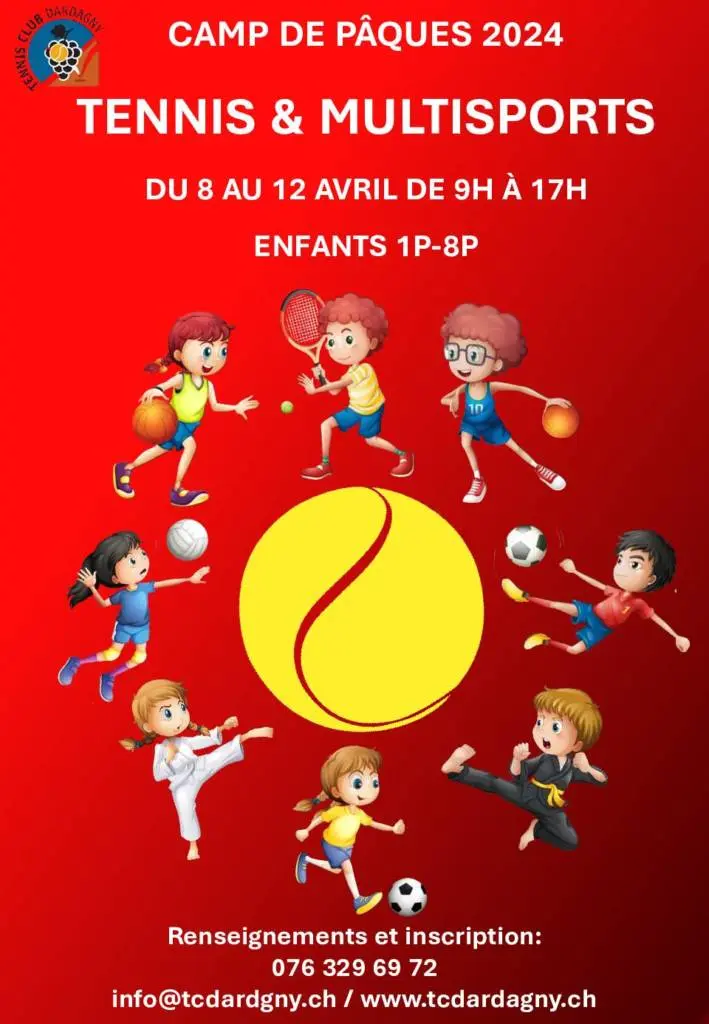 TENNIS CLUB DARDAGNY
CAMP DE PÂQUES 2024
TENNIS & MULTISPORTS
DU 8 AU 12 AVRIL DE 9H À 17H
ENFANTS 1P-8P
10
Renseignements et inscription:
076 329 69 72
info@tcdardgny.ch / www.tcdardagny.ch